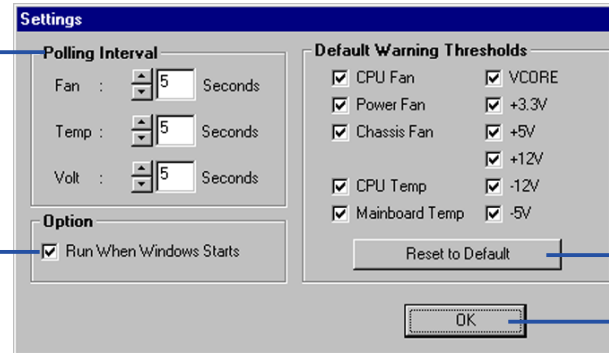 Settings
Polling Interval
Fan : 5 Seconds
Temp : 5 Seconds
Volt : 5 Seconds
Option
Run When Windows Starts
Default Warning Thresholds
CPU Fan VCORE
Power Fan +3.3V
Chassis Fan +5V
+12V
CPU Temp -12V
Mainboard Temp -5V
Reset to Default
OK